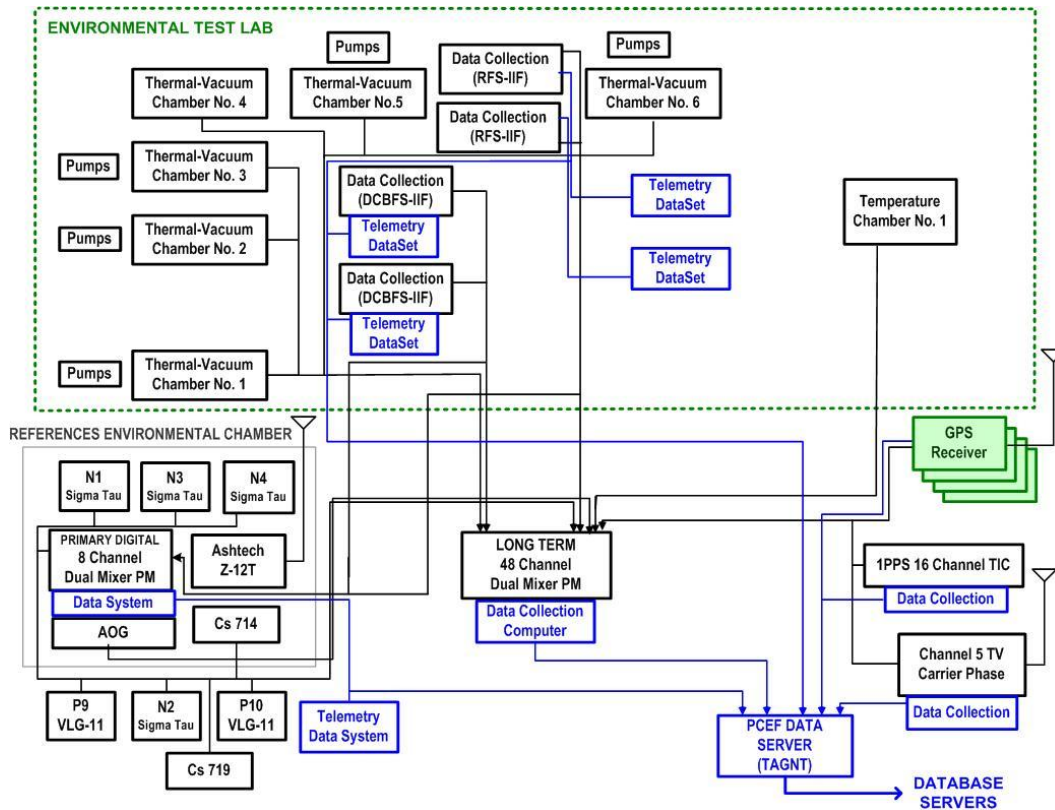 ENVIRONMENTAL TEST LAB
Pumps
Pumps
Data Collection
(RFS-IIF)
Thermal-Vacuum
Chamber No. 4
Thermal-Vacuum
Chamber No.5
Thermal-Vacuum
Chamber No. 6
Data Collection
(RFS-IIF)
Pumps
Thermal-Vacuum
Chamber No. 3
Data Collection
(DCBFS-IIF)
Telemetry
DataSet
Telemetry
DataSet
Temperature
Chamber No. 1
Pumps
Thermal-Vacuum
Chamber No. 2
Telemetry
DataSet
Data Collection
(DCBFS-IIF)
Telemetry
DataSet
Pumps
Thermal-Vacuum
Chamber No. 1
REFERENCES ENVIRONMENTAL CHAMBER
GPS
Receiver
N1
Sigma Tau
N3
Sigma Tau
N4
Sigma Tau
PRIMARY DIGITAL
8 Channel
Dual Mixer PM
Data System
AOG
Ashtech
Z-12T
Cs 714
LONG TERM
48 Channel
Dual Mixer PM
Data Collection
Computer
1PPS 16 Channel TIC
Data Collection
Channel 5 TV
Carrier Phase
Data Collection
P9
VLG-11
N2
Sigma Tau
P10
VLG-11
Telemetry
Data System
Cs 719
PCEF DATA
SERVER
(TAGNT)
DATABASE
SERVERS